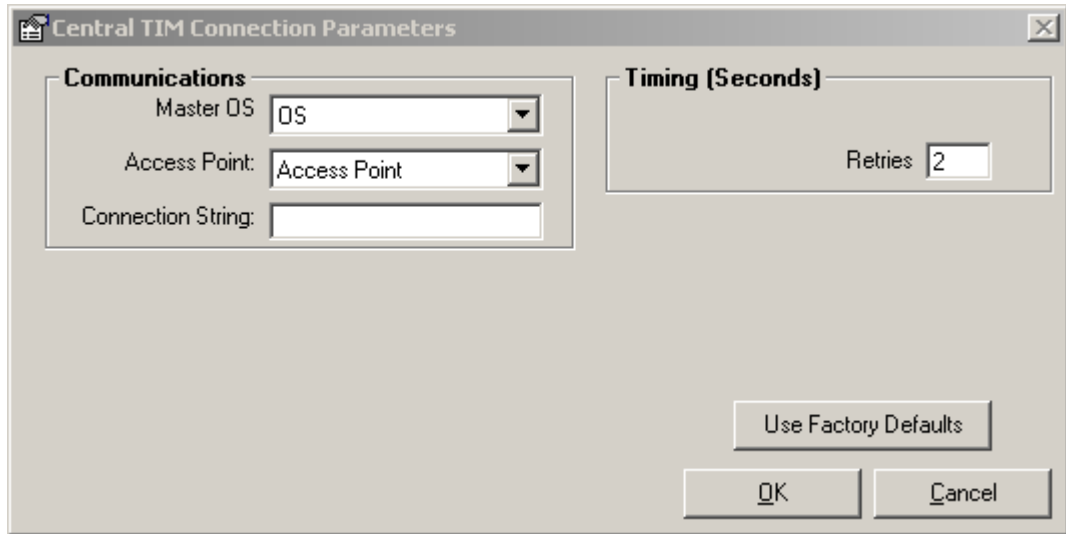 Central TIM Connection Parameters
Communications
Master OS OS
Access Point: Access Point
Connection String:
Timing (Seconds)
Retries 2
Use Factory Defaults
OK Cancel